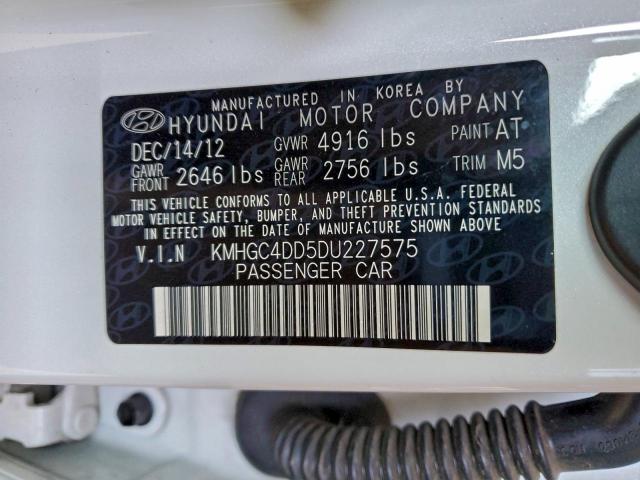 MANUFACTURED IN KOREA BY
HYUNDAI MOTOR COMPANY
DEC/14/12 GVWR 4916 lbs PAINT AT
GAWR FRONT 2646 lbs GAWR REAR 2756 lbs TRIM M5
THIS VEHICLE CONFORMS TO ALL APPLICABLE U.S.A. FEDERAL
MOTOR VEHICLE SAFETY, BUMPER, AND THEFT PREVENTION STANDARDS
IN EFFECT ON THE DATE OF MANUFACTURE SHOWN ABOVE.
V.I.N KMHGC4DD5DU227575
PASSENGER CAR